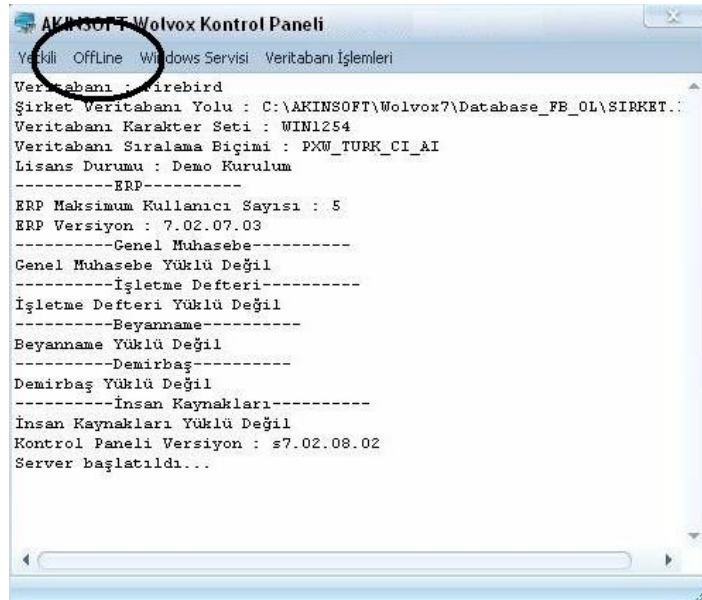 AKINSOFT Wolvox Kontrol Paneli
Yetkili OffLine Windows Servisi Veritabanı İşlemleri
Veritabanı : Firebird
Şirket Veritabanı Yolu : C:\AKINSOFT\Wolvox7\Database_FB_OL\SIRKET.
Veritabanı Karakter Seti : WIN1254
Veritabanı Sıralama Biçimi : PXW_TURK_CI_AI
Lisans Durumu : Demo Kurulum
----------ERP----------
ERP Maksimum Kullanıcı Sayısı : 5
ERP Versiyon : 7.02.07.03
----------Genel Muhasebe----------
Genel Muhasebe Yüklü Değil
----------İşletme Defteri----------
İşletme Defteri Yüklü Değil
----------Beyanname----------
Beyanname Yüklü Değil
----------Demirbaş----------
Demirbaş Yüklü Değil
----------İnsan Kaynakları----------
İnsan Kaynakları Yüklü Değil
Kontrol Paneli Versiyon : s7.02.08.02
Server başlatıldı...